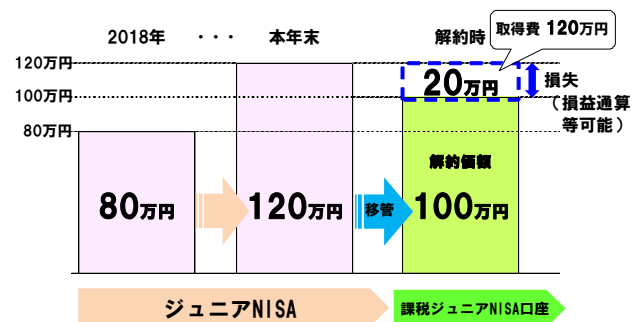 2018年 ・・・ 本年末 解約時
取得費 120万円
120万円
100万円
80万円
20万円
損失
（損益通算
等可能）
解約価額
80万円
120万円
移管
100万円
ジュニアNISA
課税ジュニアNISA口座